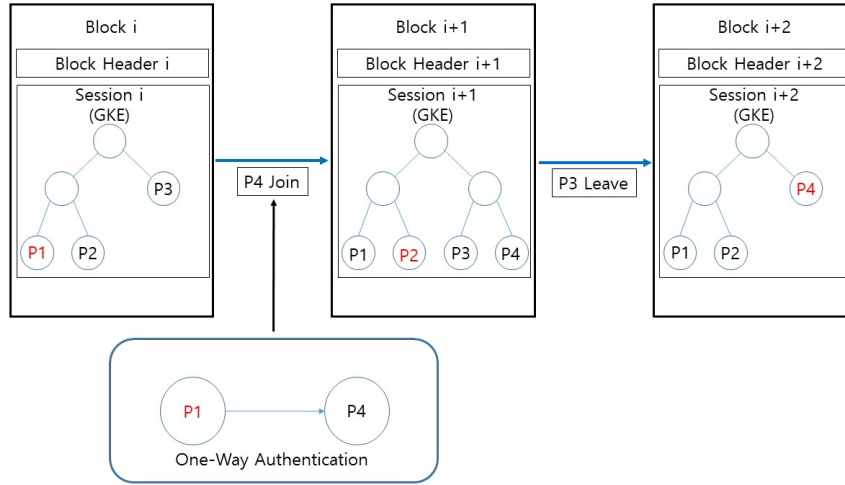 Block i
Block Header i
Session i
(GKE)
P3
P1
P2
P4 Join
Block i+1
Block Header i+1
Session i+1
(GKE)
P1
P2
P3
P4
P3 Leave
Block i+2
Block Header i+2
Session i+2
(GKE)
P4
P1
P2
P1
P4
One-Way Authentication